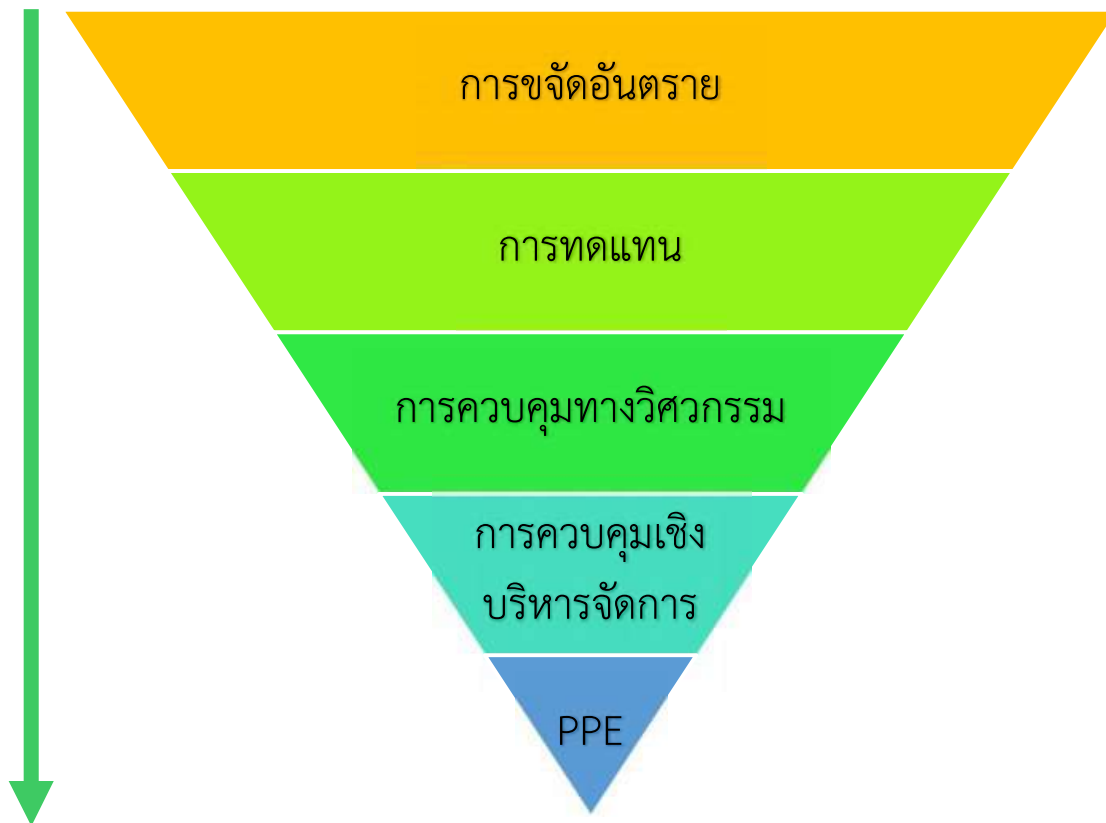 การขจัดอันตราย
การทดแทน
การควบคุมทางวิศวกรรม
การควบคุมเชิง
บริหารจัดการ
PPE